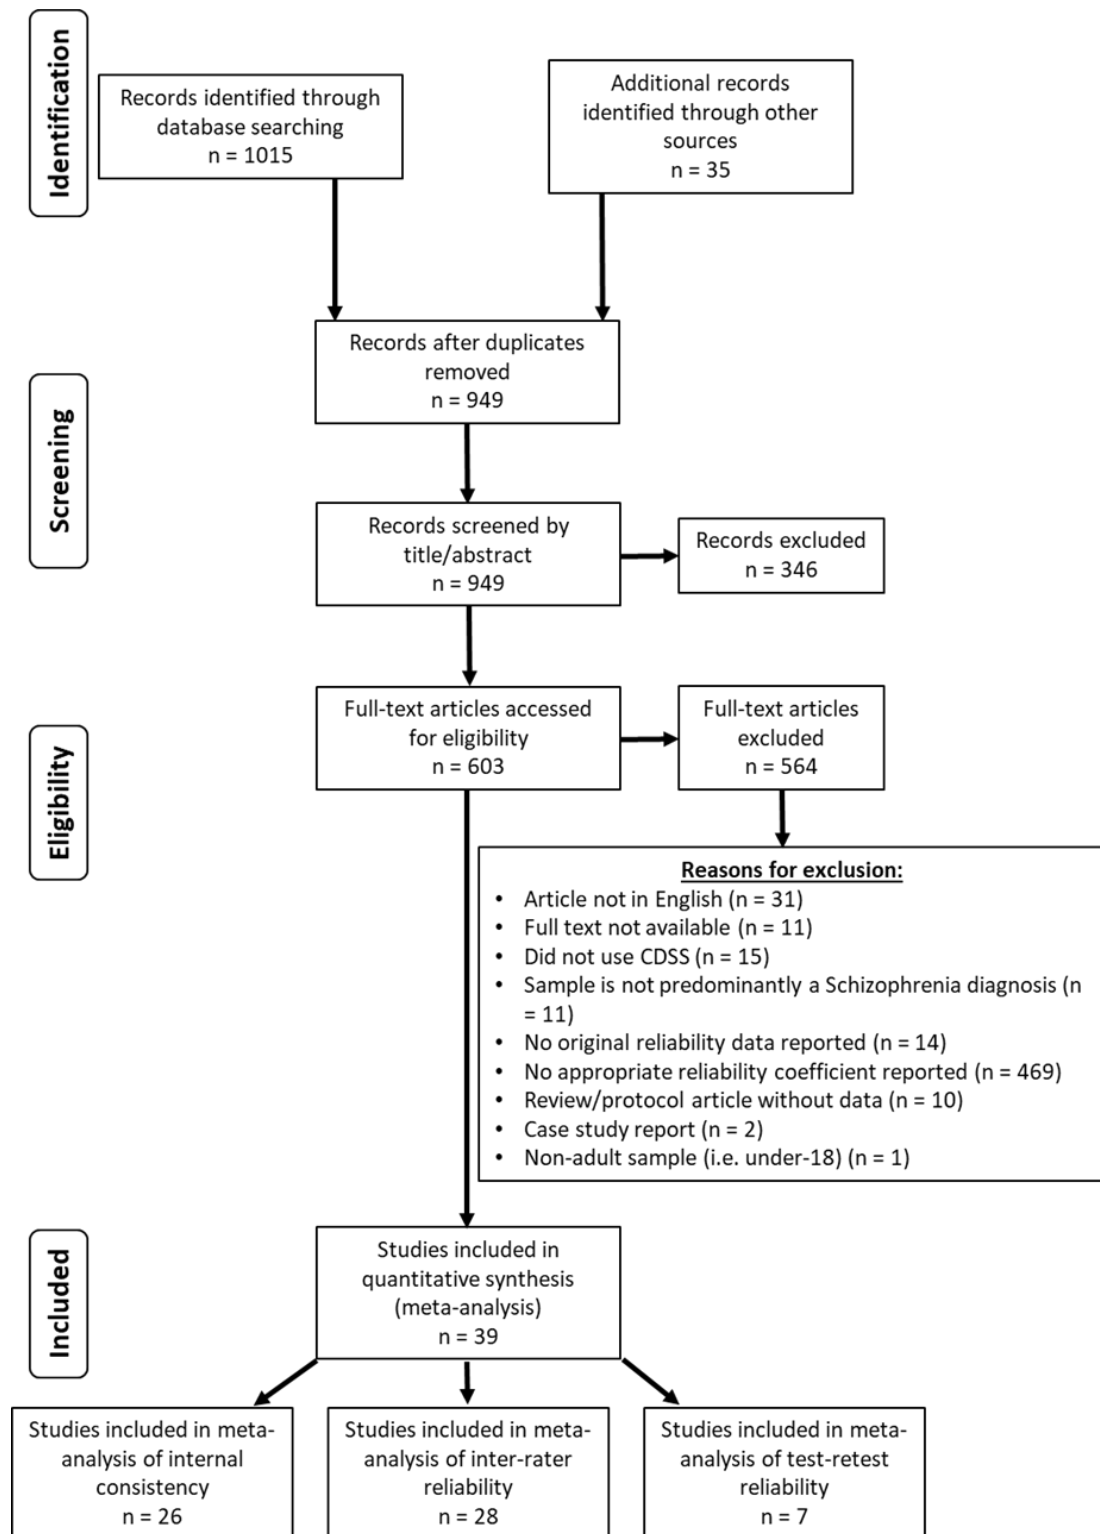 Identification
Records identified through
database searching
n = 1015
Additional records
identified through other
sources
n = 35
Screening
Records after duplicates
removed
n = 949
Records screened by
title/abstract
n = 949
Records excluded
n = 346
Eligibility
Full-text articles accessed
for eligibility
n = 603
Full-text articles
excluded
n = 564
Reasons for exclusion:
• Article not in English (n = 31)
• Full text not available (n = 11)
• Did not use CDSS (n = 15)
• Sample is not predominantly a Schizophrenia diagnosis (n
= 11)
• No original reliability data reported (n = 14)
• No appropriate reliability coefficient reported (n = 469)
• Review/protocol article without data (n = 10)
• Case study report (n = 2)
• Non-adult sample (i.e. under-18) (n = 1)
Included
Studies included in
quantitative synthesis
(meta-analysis)
n = 39
Studies included in meta-
analysis of internal
consistency
n = 26
Studies included in meta-
analysis of inter-rater
reliability
n = 28
Studies included in meta-
analysis of test-retest
reliability
n = 7